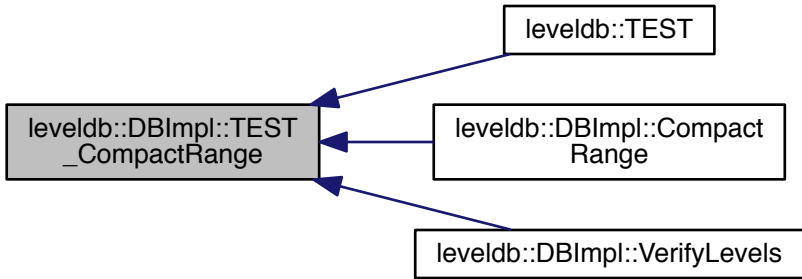 leveldb::TEST
leveldb::DBImpl::TEST
_CompactRange
leveldb::DBImpl::Compact
Range
leveldb::DBImpl::VerifyLevels